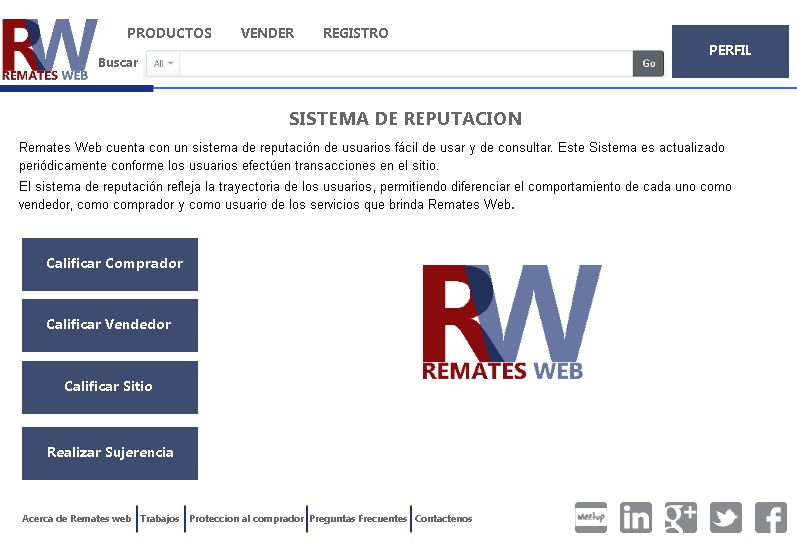 RW
REMATES WEB
PRODUCTOS VENDER REGISTRO
Buscar All Go
PERFIL
SISTEMA DE REPUTACION
Remates Web cuenta con un sistema de reputación de usuarios fácil de usar y de consultar. Este Sistema es actualizado
periódicamente conforme los usuarios efectúen transacciones en el sitio.
El sistema de reputación refleja la trayectoria de los usuarios, permitiendo diferenciar el comportamiento de cada uno como
vendedor, como comprador y como usuario de los servicios que brinda Remates Web.
Calificar Comprador
Calificar Vendedor
Calificar Sitio
Realizar Sujerencia
RW
REMATES WEB
Acerca de Remates web Trabajos Proteccion al comprador Preguntas Frecuentes Contactenos
Meetup in g+ f